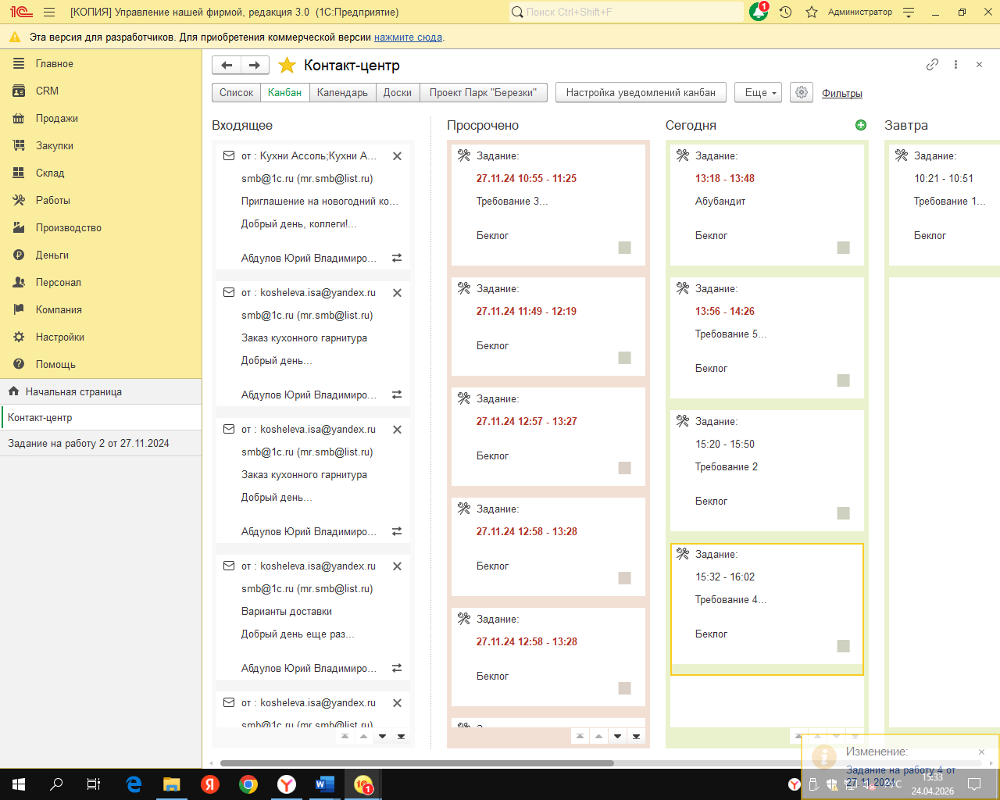 [КОПИЯ] Управление нашей фирмой, редакция 3.0 (1С:Предприятие)
Поиск Ctrl+Shift+F
1
Администратор
Эта версия для разработчиков. Для приобретения коммерческой версии нажмите сюда.
Главное
CRM
Продажи
Закупки
Склад
Работы
Производство
Деньги
Персонал
Компания
Настройки
Помощь
Начальная страница
Контакт-центр
Задание на работу 2 от 27.11.2024
Контакт-центр
Список
Канбан
Календарь
Доски
Проект Парк "Березки"
Настройка уведомлений канбан
Еще
Фильтры
Входящее
от : Кухни Ассоль;Кухни А...
smb@1c.ru (mr.smb@list.ru)
Приглашение на новогодний ко...
Добрый день, коллеги!...
Абдулов Юрий Владимиро...
от : kosheleva.isa@yandex.ru
smb@1c.ru (mr.smb@list.ru)
Заказ кухонного гарнитура
Добрый день...
Абдулов Юрий Владимиро...
от : kosheleva.isa@yandex.ru
smb@1c.ru (mr.smb@list.ru)
Заказ кухонного гарнитура
Добрый день...
Абдулов Юрий Владимиро...
от : kosheleva.isa@yandex.ru
smb@1c.ru (mr.smb@list.ru)
Варианты доставки
Добрый день еще раз...
Абдулов Юрий Владимиро...
от : kosheleva.isa@yandex.ru
smb@1c.ru (mr.smb@list.ru)
Просрочено
Задание:
27.11.24 10:55 - 11:25
Требование 3...
Беклог
Задание:
27.11.24 11:49 - 12:19
Беклог
Задание:
27.11.24 12:57 - 13:27
Беклог
Задание:
27.11.24 12:58 - 13:28
Беклог
Задание:
27.11.24 12:58 - 13:28
Беклог
Сегодня
Задание:
13:18 - 13:48
Абубандит
Беклог
Задание:
13:56 - 14:26
Требование 5...
Беклог
Задание:
15:20 - 15:50
Требование 2
Беклог
Задание:
15:32 - 16:02
Требование 4...
Беклог
Завтра
Задание:
10:21 - 10:51
Требование 1...
Беклог
Изменение:
Задание на работу 4 от
27.11.2024
1
15:33
24.04.2026